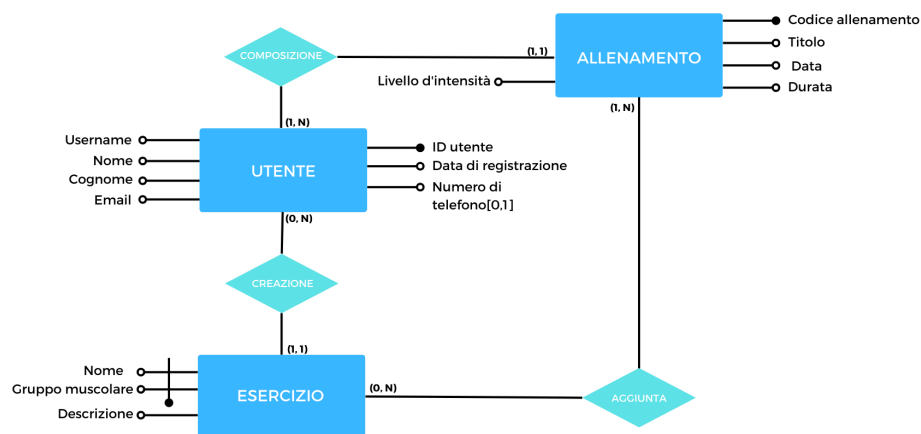 Codice allenamento
COMPOSIZIONE
(1, 1)
ALLENAMENTO
Titolo
Data
Livello d'intensità
Durata
(1, N)
(1, N)
Username
ID utente
Nome
UTENTE
Data di registrazione
Cognome
Numero di
telefono[0,1]
Email
(0, N)
CREAZIONE
(1, 1)
Nome
(0, N)
Gruppo muscolare
ESERCIZIO
AGGIUNTA
Descrizione